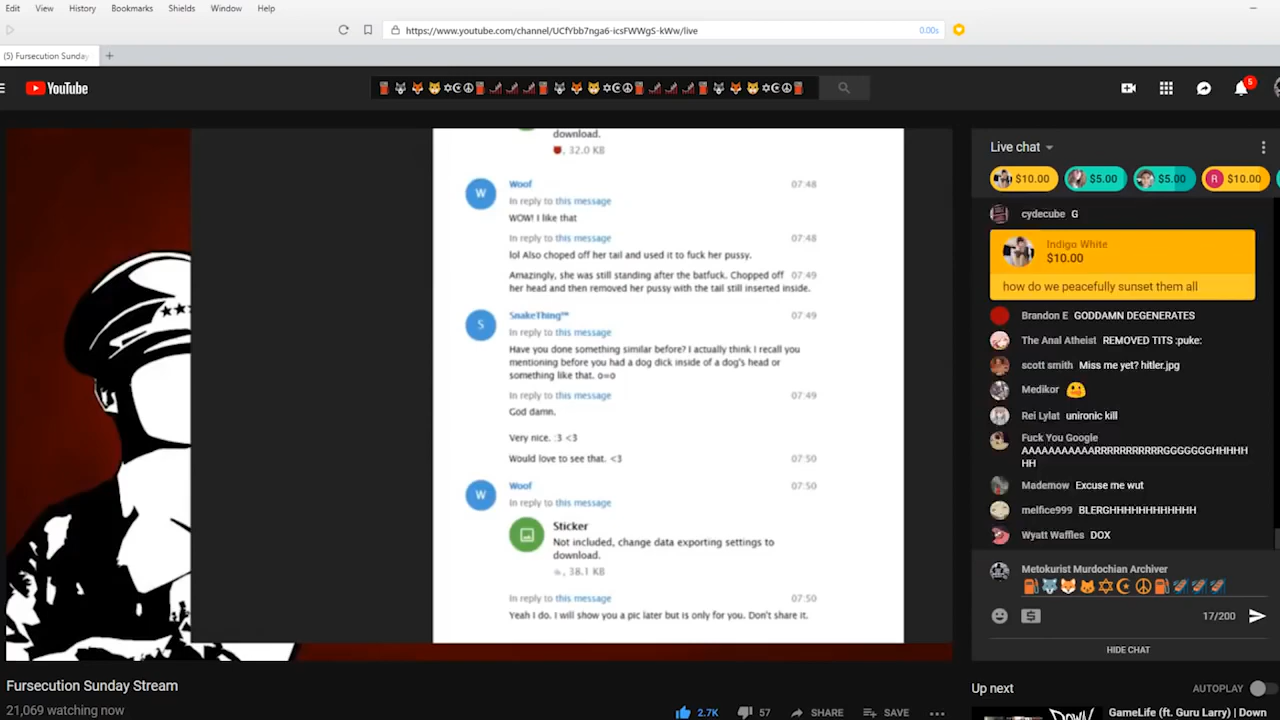 Edit View History Bookmarks Shields Window Help
https://www.youtube.com/channel/UCfYbb7nga6-icsFWWgS-kWw/live 0.00s
(5) Fursecution Sunday
YouTube
5
download.
, 32.0 KB
W
Woof 07:48
In reply to this message
WOW! I like that
In reply to this message 07:48
lol Also choped off her tail and used it to fuck her pussy.
Amazingly, she was still standing after the batfuck. Chopped off 07:49
her head and then removed her pussy with the tail still inserted inside.
S
SnakeThing™ 07:49
In reply to this message
Have you done something similar before? I actually think I recall you
mentioning before you had a dog dick inside of a dog's head or
something like that. o=o
In reply to this message 07:49
God damn.
Very nice. :3 <3
Would love to see that. <3 07:50
W
Woof 07:50
In reply to this message
Sticker
Not included, change data exporting settings to
download.
, 38.1 KB
In reply to this message 07:50
Yeah I do. I will show you a pic later but is only for you. Don't share it.
Fursecution Sunday Stream
21,069 watching now
2.7K 57 SHARE SAVE
Live chat
$10.00 $5.00 $5.00 R $10.00
cydecube G
Indigo White
$10.00
how do we peacefully sunset them all
Brandon E GODDAMN DEGENERATES
The Anal Atheist REMOVED TITS :puke:
scott smith Miss me yet? hitler.jpg
Medikor
Rei Lylat unironic kill
Fuck You Google
AAAAAAAAAAARRRRRRRRRRRGGGGGGGHHHHH
HH
Mademow Excuse me wut
melfice999 BLERGHHHHHHHHHHHH
Wyatt Waffles DOX
Metokurist Murdochian Archiver
17/200
HIDE CHAT
Up next AUTOPLAY
GameLife (ft. Guru Larry) | Down